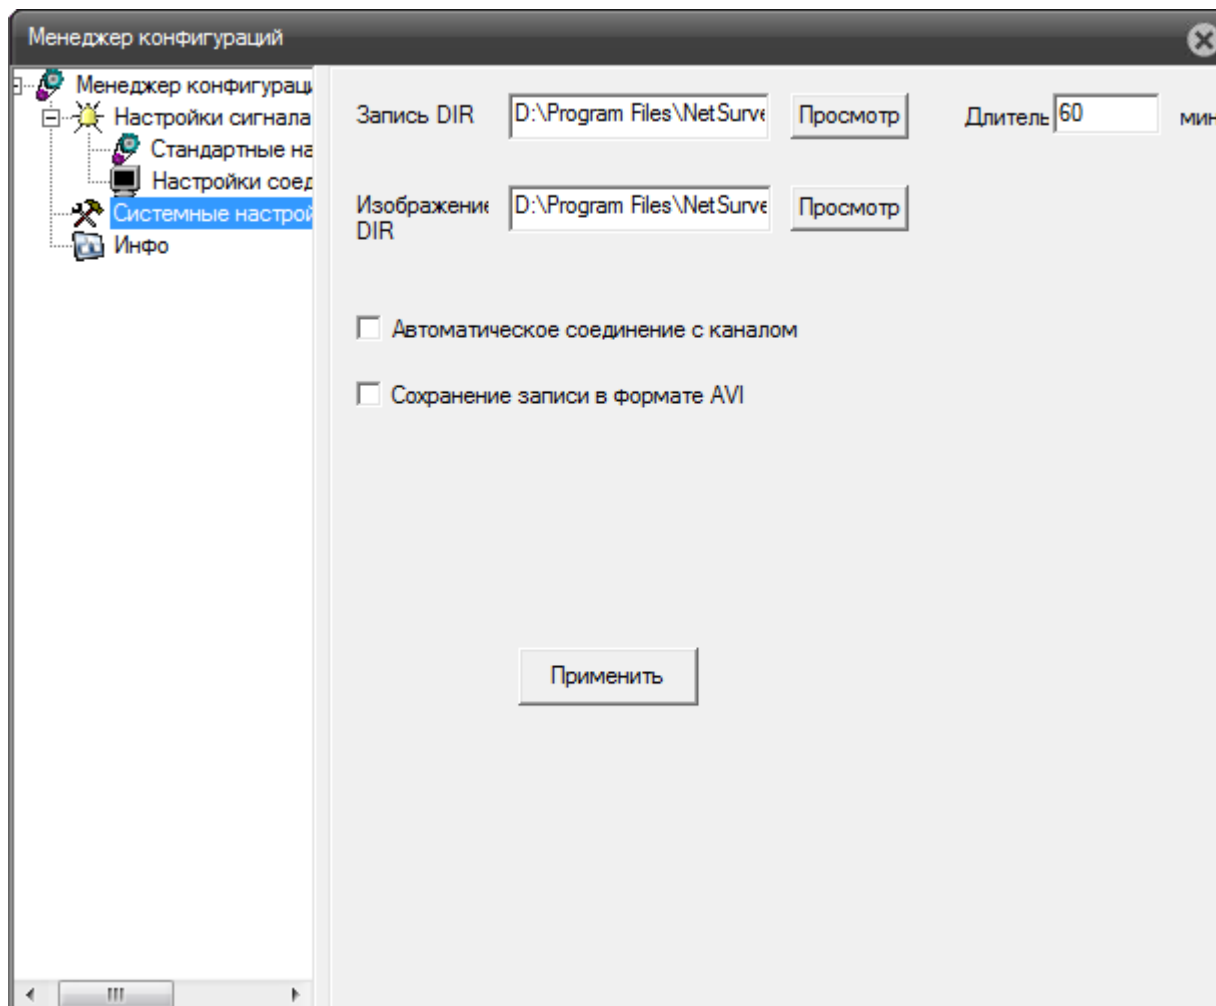 Менеджер конфигураций
Менеджер конфигураци
Настройки сигнала
Стандартные на
Настройки соед
Системные настрой
Инфо
Запись DIR D:\Program Files\NetSurve Просмотр Длитель 60 мин
Изображение D:\Program Files\NetSurve Просмотр
DIR
Автоматическое соединение с каналом
Сохранение записи в формате AVI
Применить